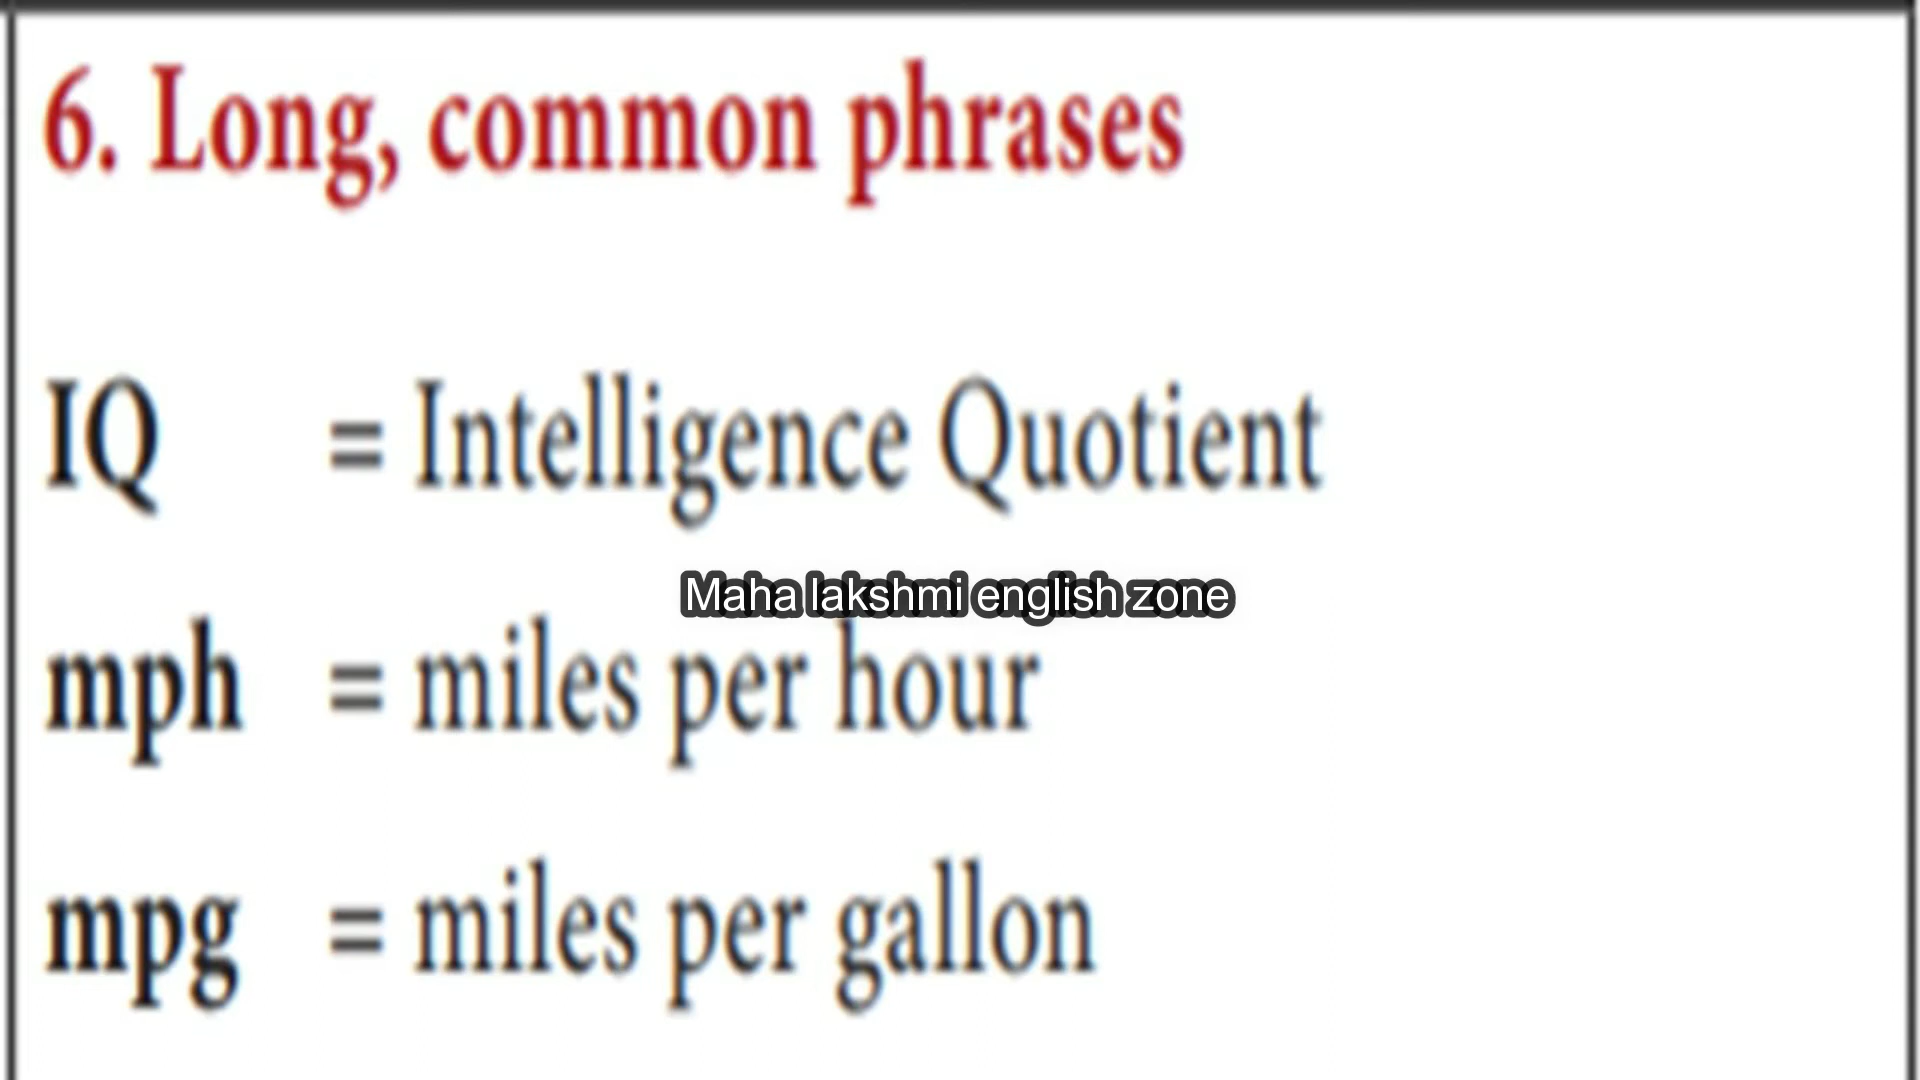 6. Long, common phrases
IQ = Intelligence Quotient
Maha lakshmi english zone
mph = miles per hour
mpg = miles per gallon